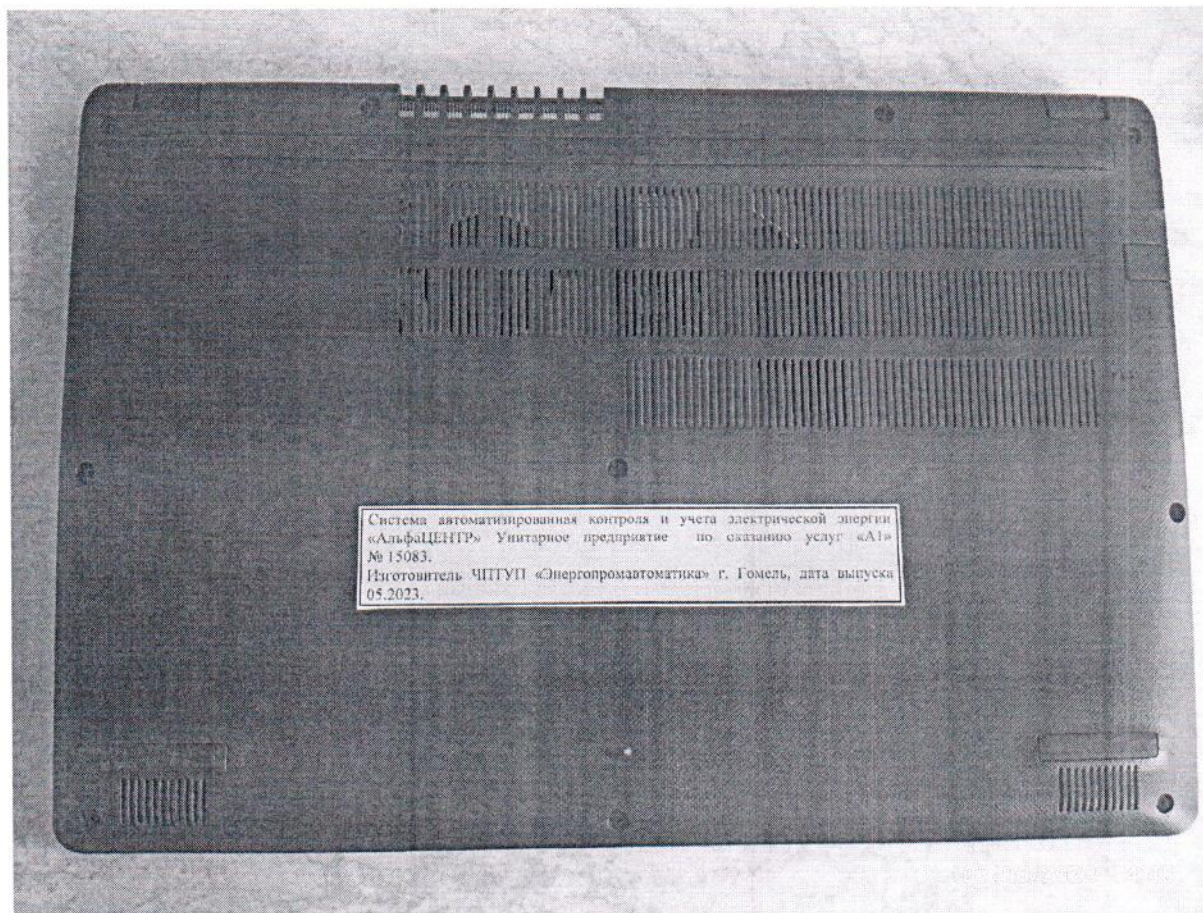 Система автоматизированная контроля и учета электрической энергии
«АльфаЦЕНТР» Унитарное предприятие по оказанию услуг «А1»
№ 15083.
Изготовитель ЧПТУП «Энергопромавтоматика» г. Гомель, дата выпуска
05.2023.